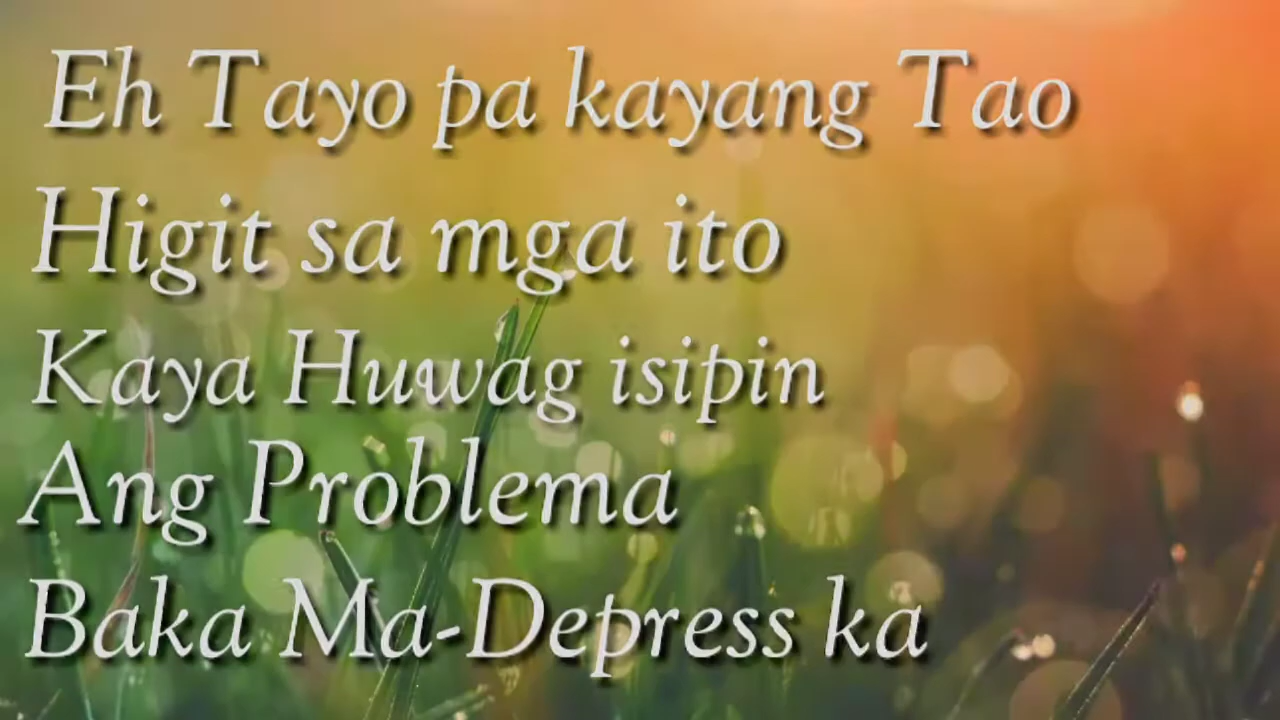 Eh Tayo pa kayang Tao
Higit sa mga ito
Kaya Huwag isipin
Ang Problema
Baka Ma-Depress ka